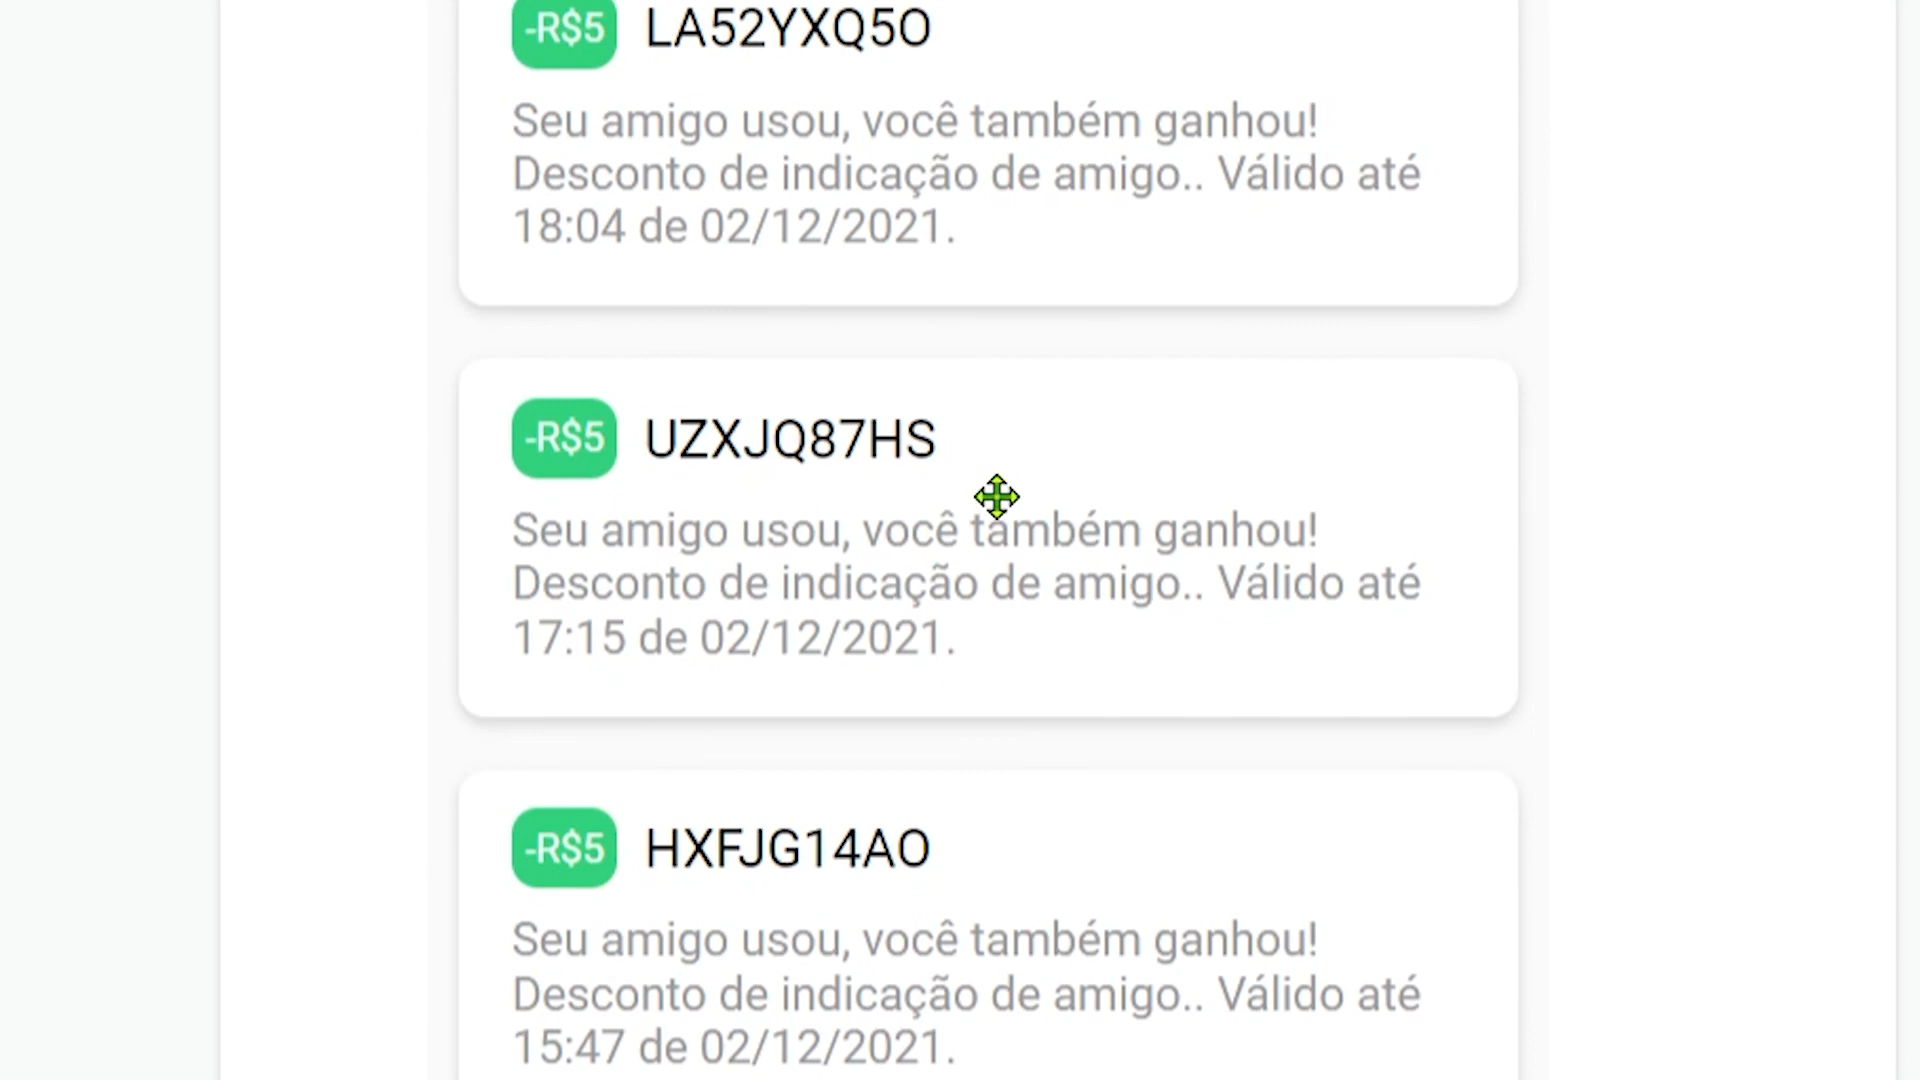 -R$5 LA52YXQ5O
Seu amigo usou, você também ganhou!
Desconto de indicação de amigo.. Válido até
18:04 de 02/12/2021.
-R$5 UZXJQ87HS
Seu amigo usou, você também ganhou!
Desconto de indicação de amigo.. Válido até
17:15 de 02/12/2021.
-R$5 HXFJG14AO
Seu amigo usou, você também ganhou!
Desconto de indicação de amigo.. Válido até
15:47 de 02/12/2021.